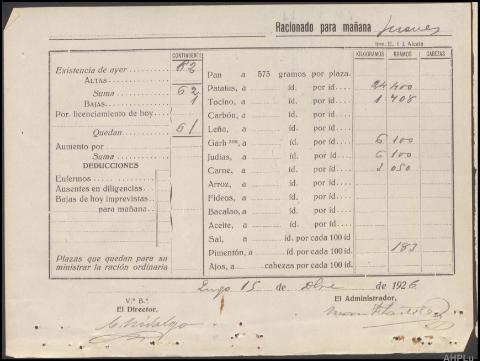 Racionado para mañana Jueves
Imp. H. i J. Alcalá
CONTINGENTE
Existencia de ayer 62
ALTAS
Suma 62
BAJAS 1
Por licenciamiento de hoy
Quedan 61
Aumento por
Suma
DEDUCCIONES
Enfermos
Ausentes en diligencias
Bajas de hoy imprevistas
para mañana
Plazas que quedan para su
ministrar la ración ordinaria
KILOGRAMOS GRAMOS CABEZAS
Pan a 575 gramos por plaza.
Patatas, a id. por id. 24 400
Tocino, a id. por id. 1 408
Carbón, a id. por id.
Leña, a id. por id.
Garb zos, a id. por id. 6 100
Judías, a id. por id. 6 100
Carne, a id. por id. 2 050
Arroz, a id. por id.
Fideos, a id. por id.
Bacalao, a id. por id.
Aceite, a id. por id.
Sal, a id. por cada 100 id.
Pimentón, a id. por cada 100 id. 183
Ajos, a cabezas por cada 100 id.
Lugo 15 de Dbre de 1926
V.º B.º
El Director,
C. Hidalgo
El Administrador,
AHPLu